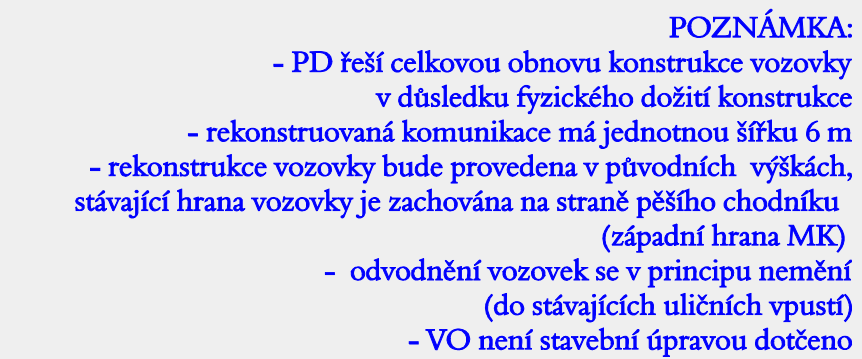 POZNÁMKA:
- PD řeší celkovou obnovu konstrukce vozovky
v důsledku fyzického dožití konstrukce
- rekonstruovaná komunikace má jednotnou šířku 6 m
- rekonstrukce vozovky bude provedena v původních  výškách,
stávající hrana vozovky je zachována na straně pěšího chodníku
(západní hrana MK)
-  odvodnění vozovek se v principu nemění
(do stávajících uličních vpustí)
- VO není stavební úpravou dotčeno